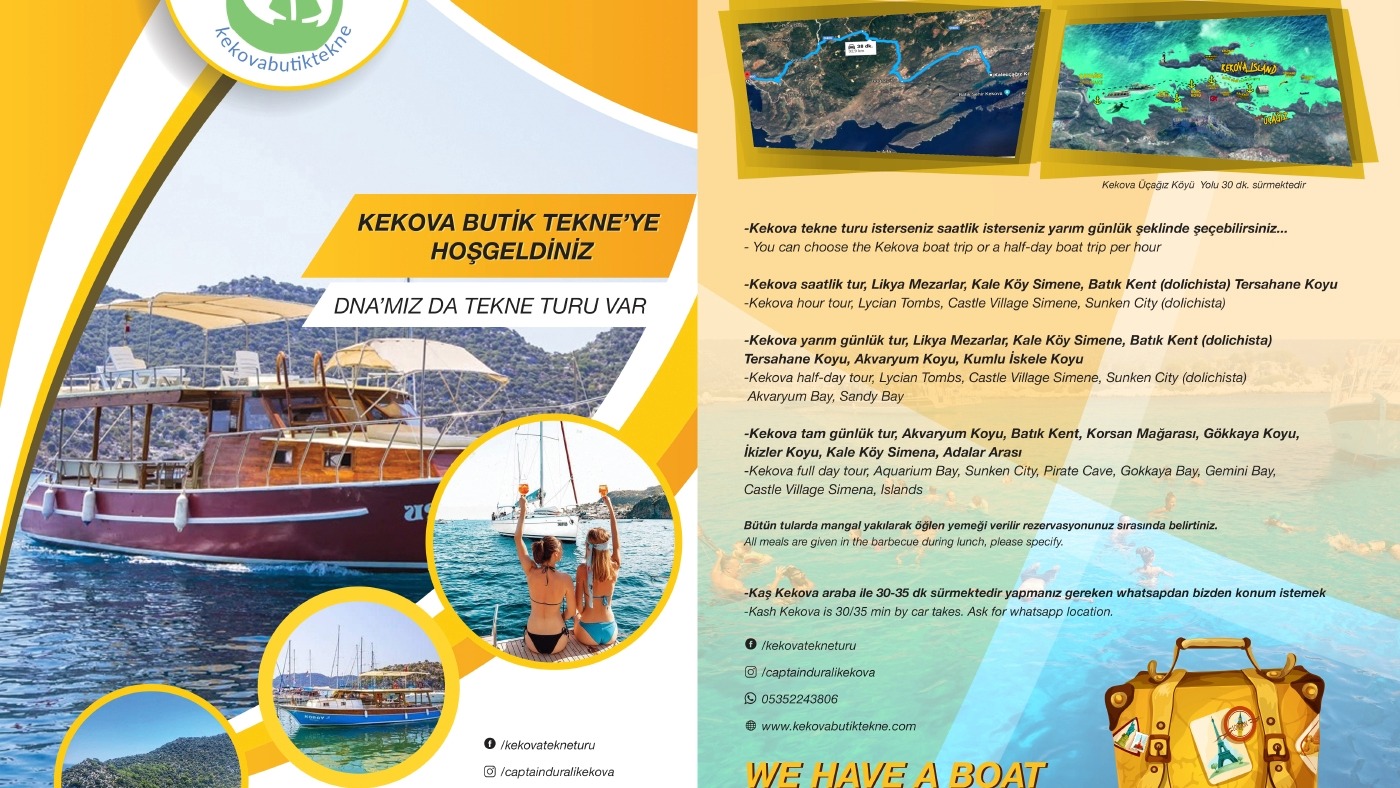 kekovabutiktekne
KEKOVA BUTİK TEKNE’YE
HOŞGELDİNİZ
DNA’MIZ DA TEKNE TURU VAR
/kekovatekneturu
/captainduralikekova
38 dk.
KEKOVA ISLAND
Kekova Üçağız Köyü Yolu 30 dk. sürmektedir
-Kekova tekne turu isterseniz saatlik isterseniz yarım günlük şeklinde şeçebilirsiniz...
- You can choose the Kekova boat trip or a half-day boat trip per hour
-Kekova saatlik tur, Likya Mezarlar, Kale Köy Simene, Batık Kent (dolichista) Tersahane Koyu
-Kekova hour tour, Lycian Tombs, Castle Village Simene, Sunken City (dolichista)
-Kekova yarım günlük tur, Likya Mezarlar, Kale Köy Simene, Batık Kent (dolichista)
Tersahane Koyu, Akvaryum Koyu, Kumlu İskele Koyu
-Kekova half-day tour, Lycian Tombs, Castle Village Simene, Sunken City (dolichista)
Akvaryum Bay, Sandy Bay
-Kekova tam günlük tur, Akvaryum Koyu, Batık Kent, Korsan Mağarası, Gökkaya Koyu,
İkizler Koyu, Kale Köy Simena, Adalar Arası
-Kekova full day tour, Aquarium Bay, Sunken City, Pirate Cave, Gokkaya Bay, Gemini Bay,
Castle Village Simena, Islands
Bütün tularda mangal yakılarak öğlen yemeği verilir rezervasyonunuz sırasında belirtiniz.
All meals are given in the barbecue during lunch, please specify.
-Kaş Kekova araba ile 30-35 dk sürmektedir yapmanız gereken whatsapdan bizden konum istemek
-Kash Kekova is 30/35 min by car takes. Ask for whatsapp location.
/kekovatekneturu
/captainduralikekova
05352243806
www.kekovabutiktekne.com
WE HAVE A BOAT